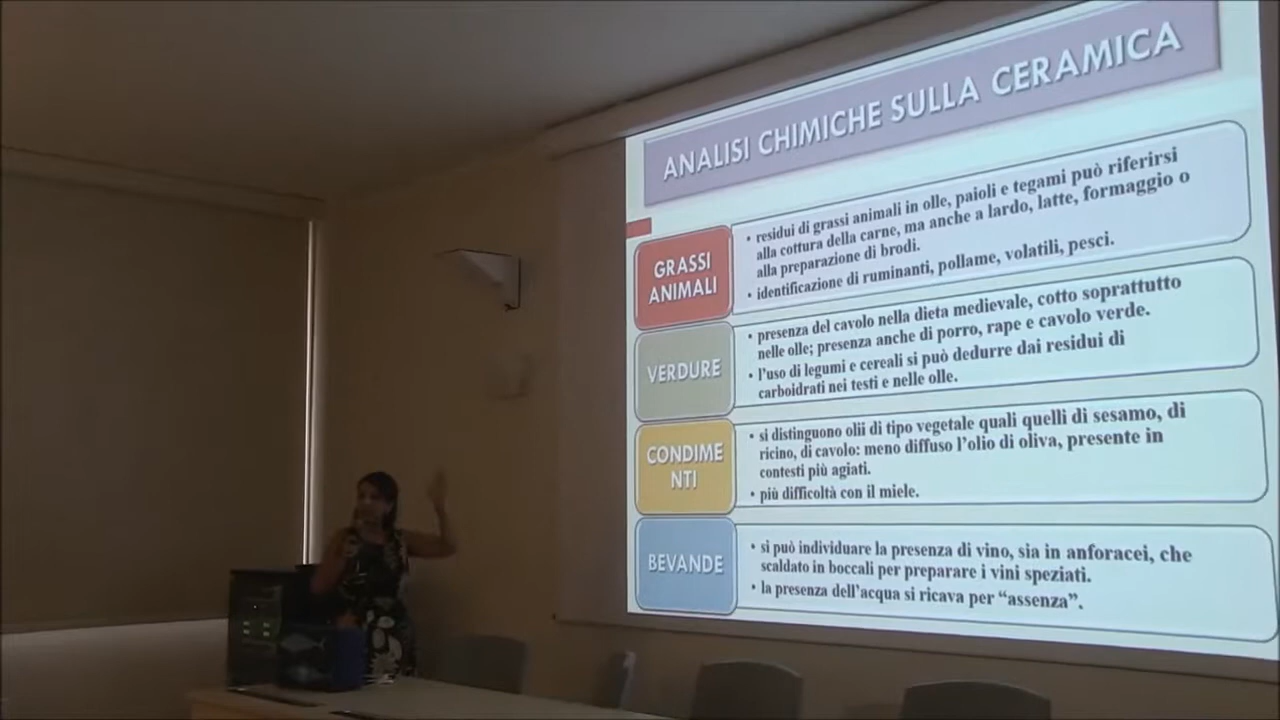 ANALISI CHIMICHE SULLA CERAMICA
GRASSI
ANIMALI
• residui di grassi animali in olle, paioli e tegami può riferirsi
alla cottura della carne, ma anche a lardo, latte, formaggio o
alla preparazione di brodi.
• identificazione di ruminanti, pollame, volatili, pesci.
VERDURE
• presenza del cavolo nella dieta medievale, cotto soprattutto
nelle olle; presenza anche di porro, rape e cavolo verde.
• l'uso di legumi e cereali si può dedurre dai residui di
carboidrati nei testi e nelle olle.
CONDIME
NTI
• si distinguono olii di tipo vegetale quali quelli di sesamo, di
ricino, di cavolo: meno diffuso l'olio di oliva, presente in
contesti più agiati.
• più difficoltà con il miele.
BEVANDE
• si può individuare la presenza di vino, sia in anforacei, che
scaldato in boccali per preparare i vini speziati.
• la presenza dell'acqua si ricava per "assenza".